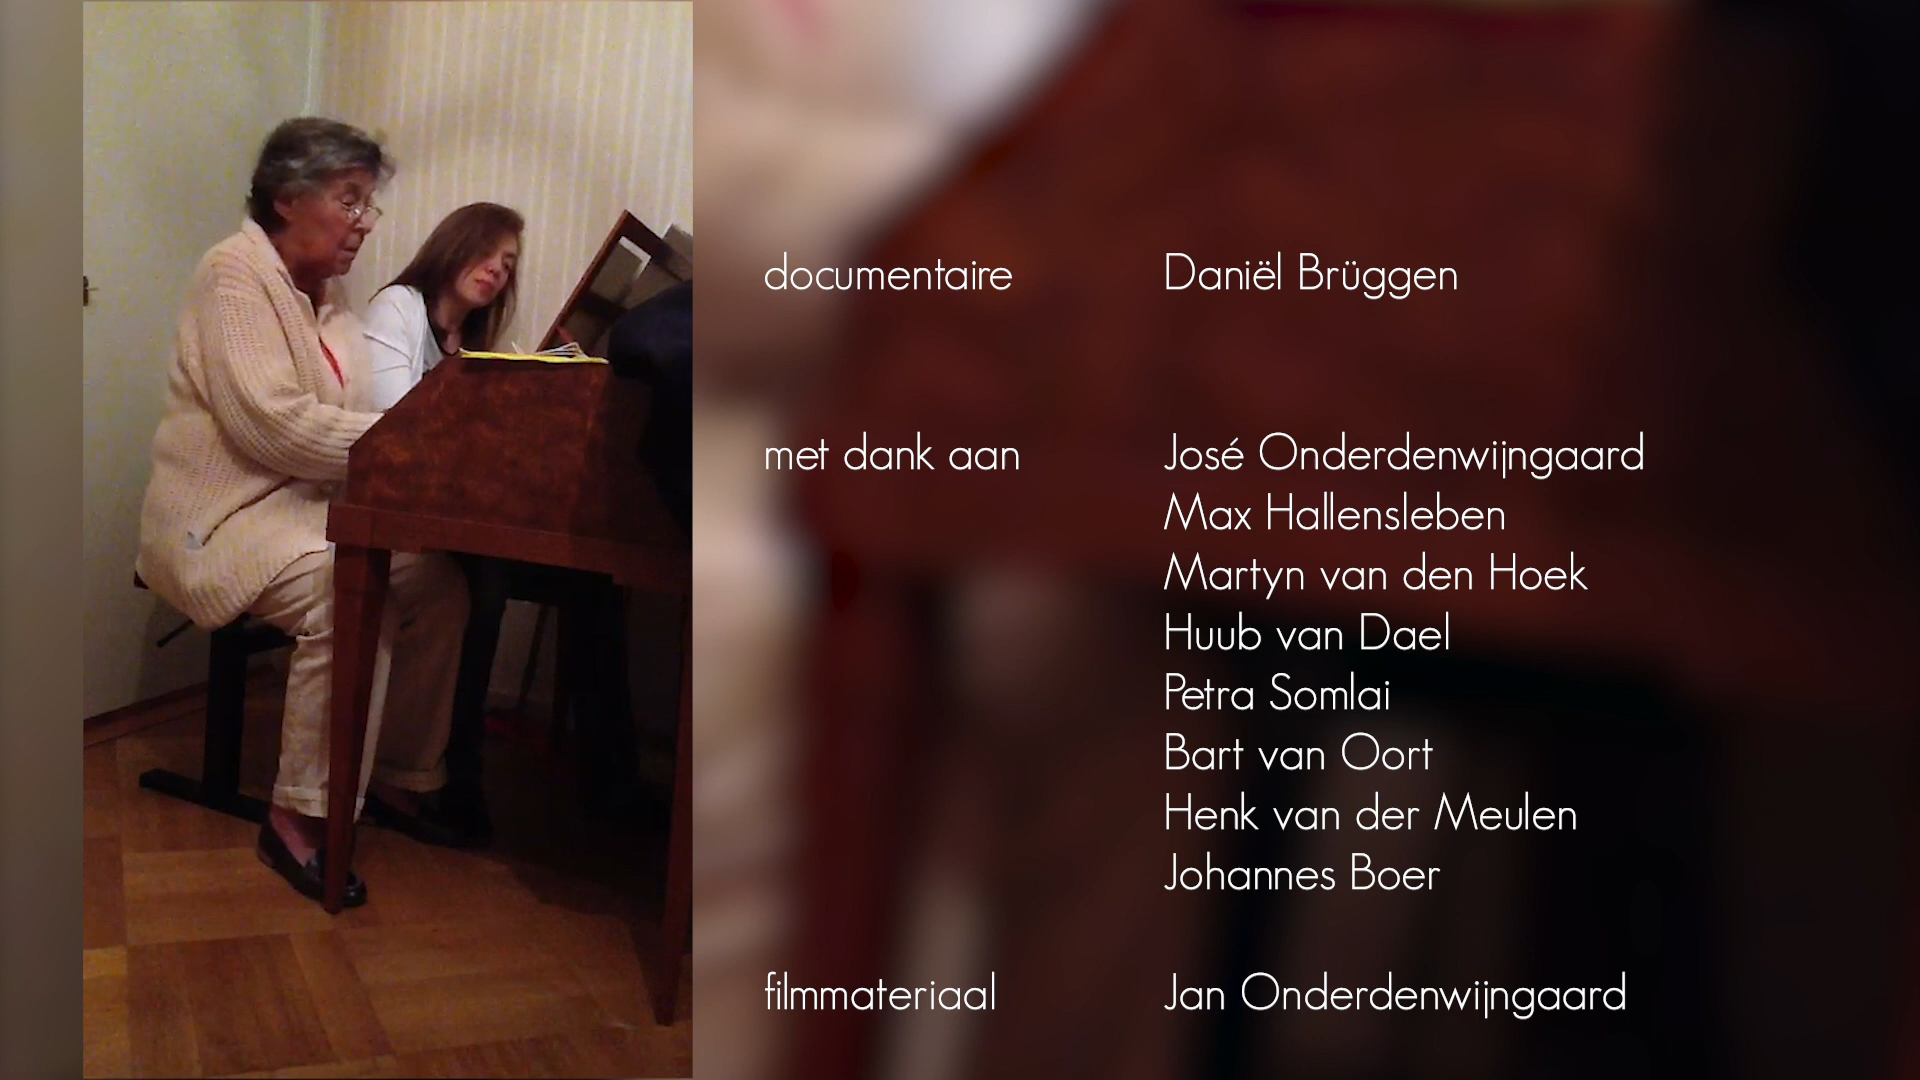 documentaire Daniël Brüggen
met dank aan José Onderdenwijngaard
Max Hallensleben
Martyn van den Hoek
Huub van Dael
Petra Somlai
Bart van Oort
Henk van der Meulen
Johannes Boer
filmmateriaal Jan Onderdenwijngaard